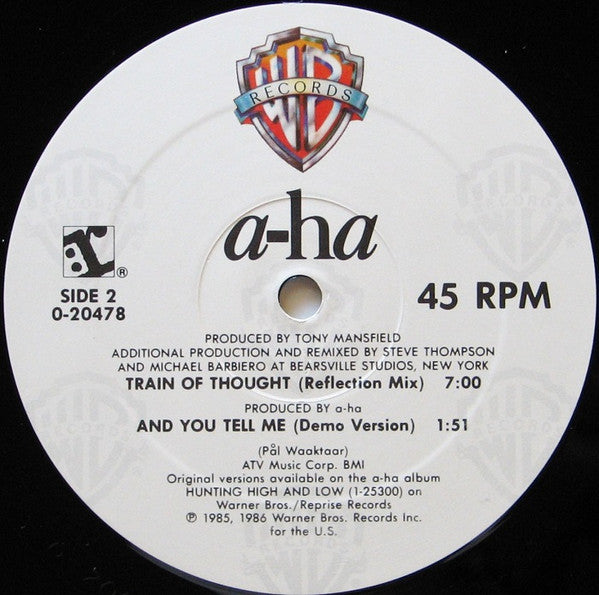 WB
RECORDS
a-ha
r®
SIDE 2
0-20478
45 RPM
PRODUCED BY TONY MANSFIELD
ADDITIONAL PRODUCTION AND REMIXED BY STEVE THOMPSON
AND MICHAEL BARBIERO AT BEARSVILLE STUDIOS, NEW YORK
TRAIN OF THOUGHT (Reflection Mix) 7:00
PRODUCED BY a-ha
AND YOU TELL ME (Demo Version) 1:51
(Pål Waaktaar)
ATV Music Corp. BMI
Original versions available on the a-ha album
HUNTING HIGH AND LOW (1-25300) on
Warner Bros./Reprise Records
℗ 1985, 1986 Warner Bros. Records Inc.
for the U.S.